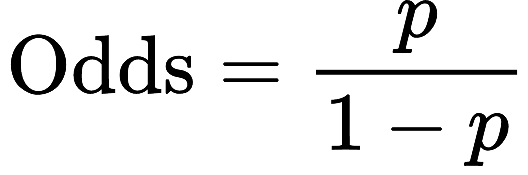 Odds = p / (1 − p)